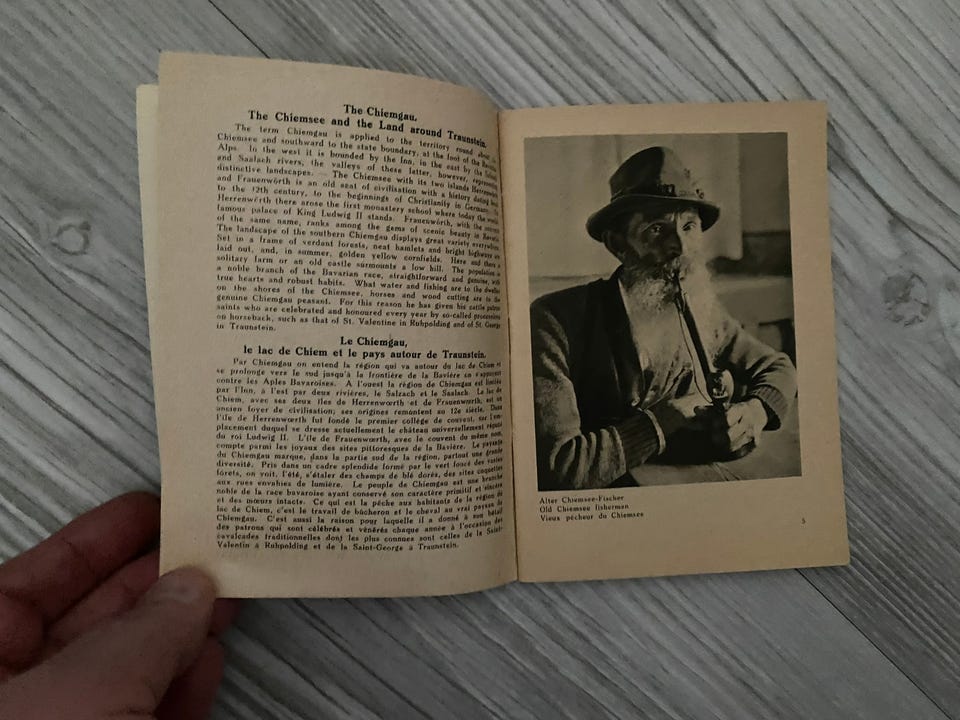 The Chiemgau.
The Chiemsee and the Land around Traunstein.
The term Chiemgau is applied to the territory round about
Chiemsee and southward to the state boundary, at the foot of the Bavarian
Alps. In the west it is bounded by the Inn, in the east by the
and Saalach rivers, the valleys of these latter, however, representing
distinctive landscapes. — The Chiemsee with its two islands Herrenwörth
and Frauenwörth is an old seat of civilisation with a history dating back
to the 12th century, to the beginnings of Christianity in Germany.
Herrenwörth there arose the first monastery school where today the world-
famous palace of King Ludwig II stands. Frauenwörth, with the
of the same name, ranks among the gems of scenic beauty in Bavaria.
The landscape of the southern Chiemgau displays great variety everywhere.
Set in a frame of verdant forests, neat hamlets and bright highways are
laid out, and, in summer, golden yellow cornfields. Here and there a
solitary farm or an old castle surmounts a low hill. The population is
a noble branch of the Bavarian race, straightforward and genuine, with
true hearts and robust habits. What water and fishing are to the dweller
on the shores of the Chiemsee, horses and wood cutting are to the
genuine Chiemgau peasant. For this reason he has given his cattle patron
saints who are celebrated and honoured every year by so-called processions
on horseback, such as that of St. Valentine in Ruhpolding and of St. George
in Traunstein.
Le Chiemgau,
le lac de Chiem et le pays autour de Traunstein.
Par Chiemgau on entend la région qui va autour du lac de Chiem et
se prolonge vers le sud jusqu'à la frontière de la Bavière en s'appuyant
contre les Aples Bavaroises. A l'ouest la région de Chiemgau est limitée
par l'Inn, à l'est par deux rivières, le Salzach et le Saalach. Le lac de
Chiem, avec ses deux îles de Herrenwœrth et de Frauenwœrth, est un
ancien foyer de civilisation; ses origines remontent au 12e siècle. Dans
l'île de Herrenwœrth fut fondé le premier collège de couvent, sur l'em-
placement duquel se dresse actuellement le château universellement réputé
du roi Ludwig II. L'île de Frauenwœrth, avec le couvent du même nom,
compte parmi les joyaux des sites pittoresques de la Bavière. Le paysage
du Chiemgau marque, dans la partie sud de la région, partout une grande
diversité. Pris dans un cadre splendide formé par le vert foncé des vastes
forêts, on voit, l'été, s'étaler des champs de blé dorés, des sites coquettes
aux rues envahies de lumière. Le peuple de Chiemgau est une branche
noble de la race bavaroise ayant conservé son caractère primitif et sincère
et des mœurs intacts. Ce qui est la pêche aux habitants de la région du
lac de Chiem, c'est le travail de bûcheron et le cheval au vrai paysan du
Chiemgau. C'est aussi la raison pour laquelle il a donné à son bétail
des patrons qui sont célébrés et vénérés chaque année à l'occasion des
cavalcades traditionnelles dont les plus connues sont celles de la Saint-
Valentin à Ruhpolding et de la Saint-George à Traunstein.
Alter Chiemsee-Fischer
Old Chiemsee fisherman
Vieux pêcheur du Chiemsee
5